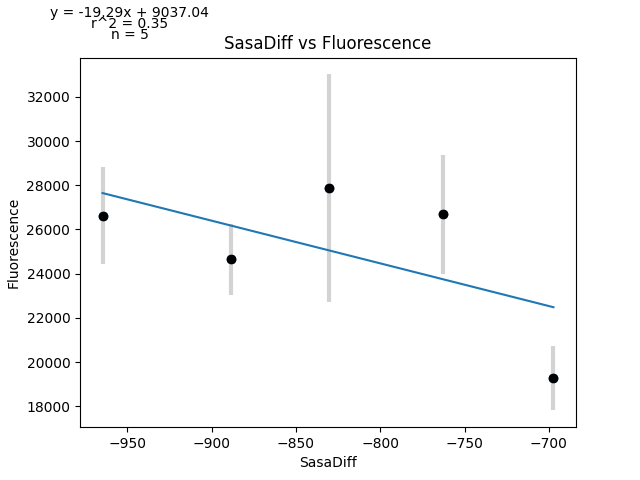 y = -19.29x + 9037.04
r^2 = 0.35
n = 5
SasaDiff vs Fluorescence
32000
30000
28000
26000
24000
22000
20000
18000
Fluorescence
−950 −900 −850 −800 −750 −700
SasaDiff